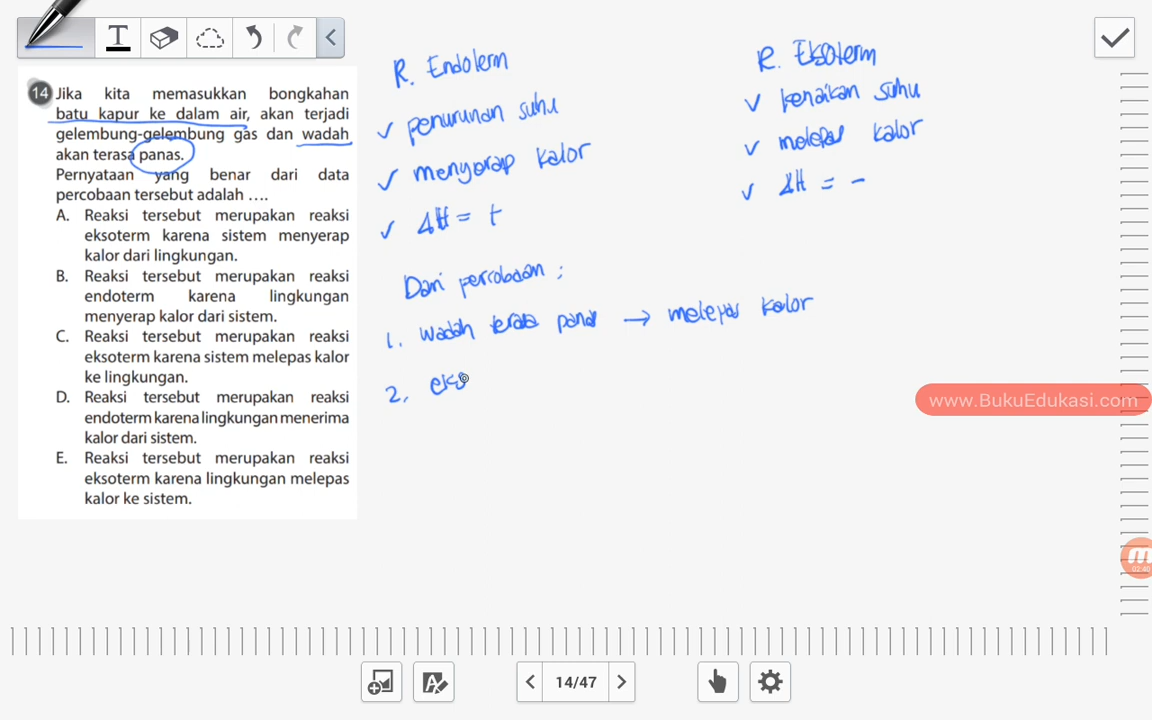 T
14 Jika kita memasukkan bongkahan
batu kapur ke dalam air, akan terjadi
gelembung-gelembung gas dan wadah
akan terasa panas.
Pernyataan yang benar dari data
percobaan tersebut adalah ....
A. Reaksi tersebut merupakan reaksi
eksoterm karena sistem menyerap
kalor dari lingkungan.
B. Reaksi tersebut merupakan reaksi
endoterm karena lingkungan
menyerap kalor dari sistem.
C. Reaksi tersebut merupakan reaksi
eksoterm karena sistem melepas kalor
ke lingkungan.
D. Reaksi tersebut merupakan reaksi
endoterm karena lingkungan menerima
kalor dari sistem.
E. Reaksi tersebut merupakan reaksi
eksoterm karena lingkungan melepas
kalor ke sistem.
R. Endoterm
✓ penurunan suhu
✓ menyerap kalor
✓ ΔH = +
R. Eksoterm
✓ kenaikan suhu
✓ melepas kalor
✓ ΔH = -
Dari percobaan :
1. wadah terasa panas → melepas kalor
2. eks
www.BukuEdukasi.com
02:40
14/47